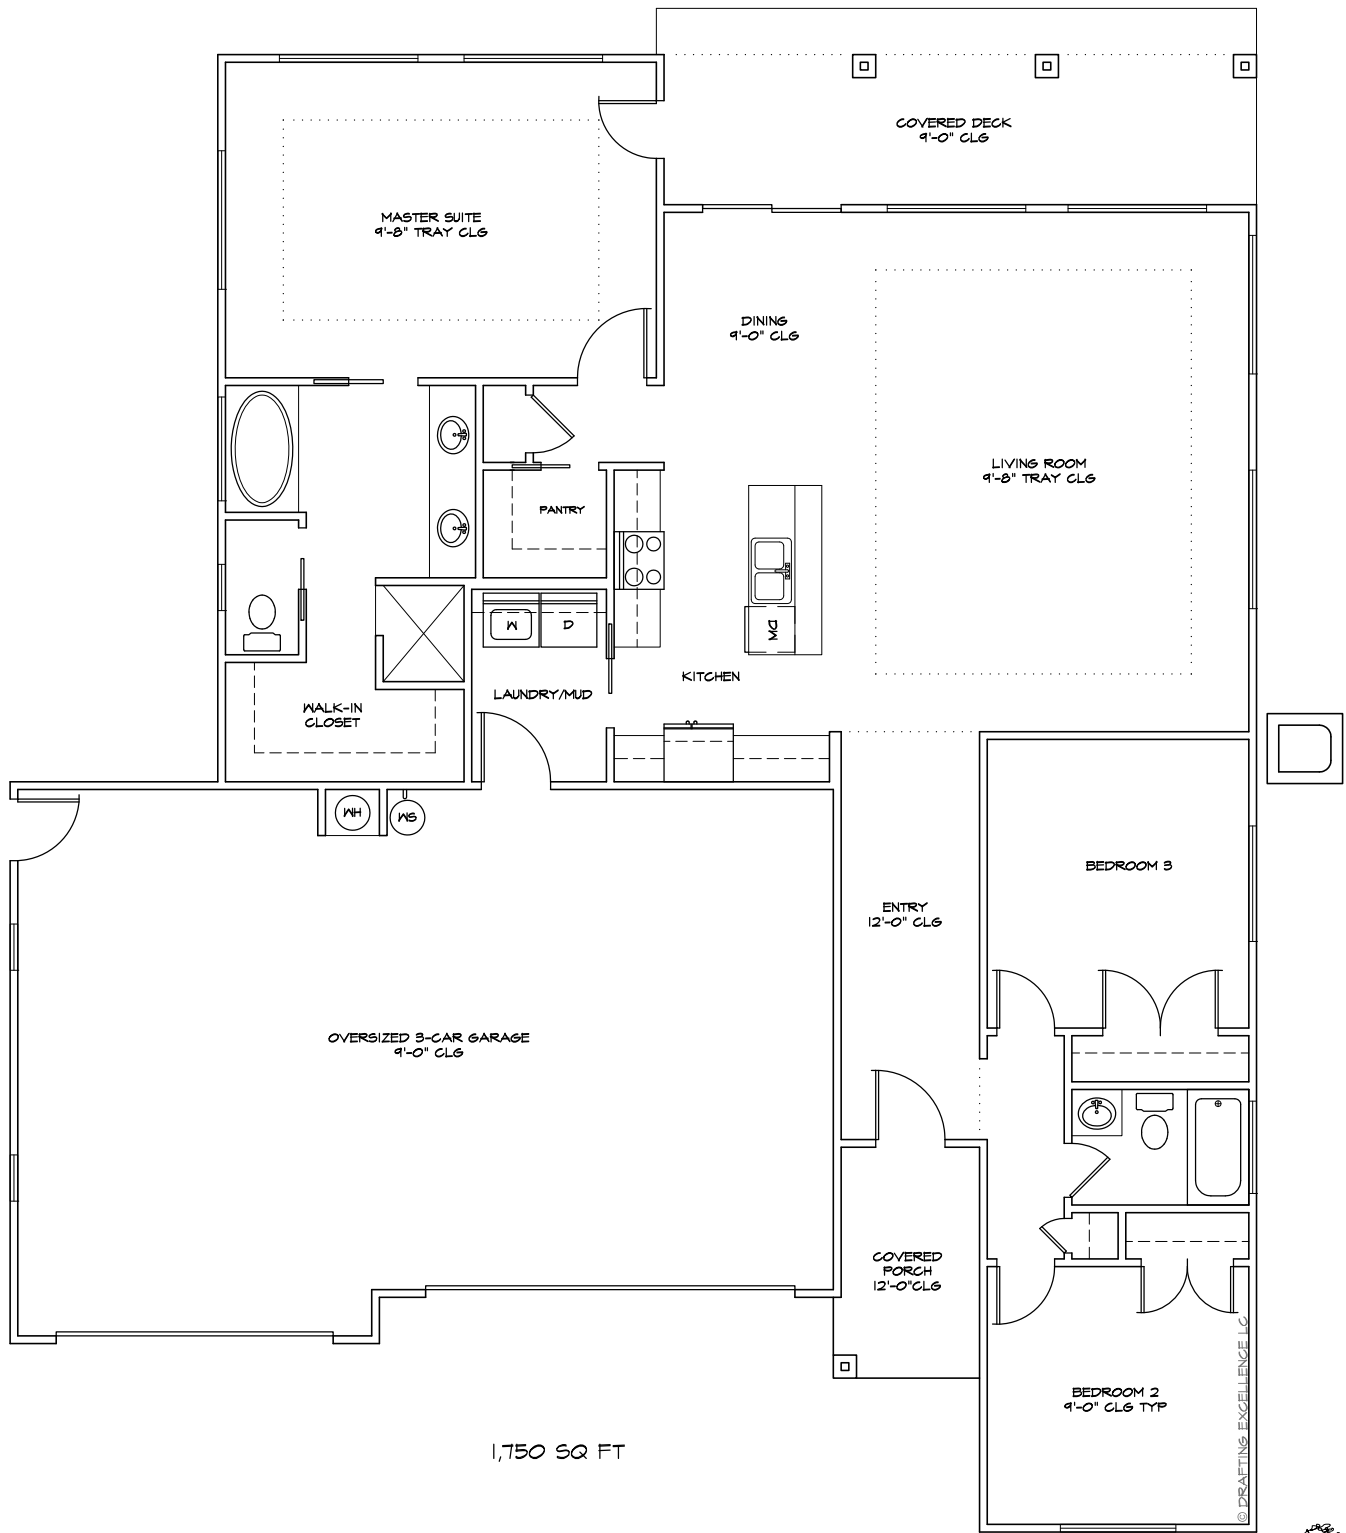 COVERED DECK
9'-0" CLG
MASTER SUITE
9'-8" TRAY CLG
DINING
9'-0" CLG
LIVING ROOM
9'-8" TRAY CLG
PANTRY
W
D
DW
KITCHEN
LAUNDRY/MUD
WALK-IN
CLOSET
WH
WS
BEDROOM 3
ENTRY
12'-0" CLG
OVERSIZED 3-CAR GARAGE
9'-0" CLG
COVERED
PORCH
12'-0"CLG
BEDROOM 2
9'-0" CLG TYP
© DRAFTING EXCELLENCE LC
1,750 SQ FT